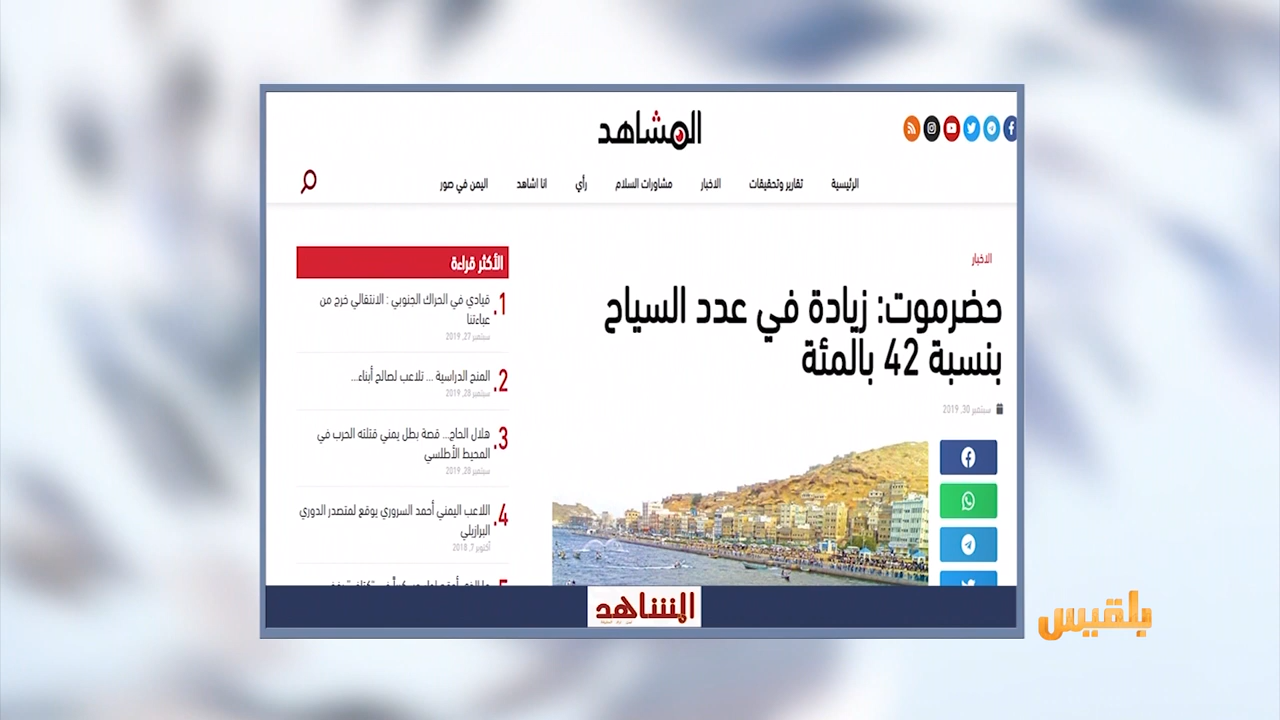 المشاهد
الرئيسية
تقارير وتحقيقات
الاخبار
مشاورات السلام
رأي
انا اشاهد
اليمن في صور
الاخبار
حضرموت: زيادة في عدد السياح
بنسبة 42 بالمئة
سبتمبر 30, 2019
الأكثر قراءة
1. قيادي في الحراك الجنوبي : الانتقالي خرج من
عباءتنا
سبتمبر 27, 2019
2. المنح الدراسية ... تلاعب لصالح أبناء...
سبتمبر 28, 2019
3. هلال الحاج... قصة بطل يمني قتلته الحرب في
المحيط الأطلسي
سبتمبر 28, 2019
4. اللاعب اليمني أحمد السروري يوقع لمتصدر الدوري
البرازيلي
أكتوبر 7, 2018
المشاهد
بلقيس